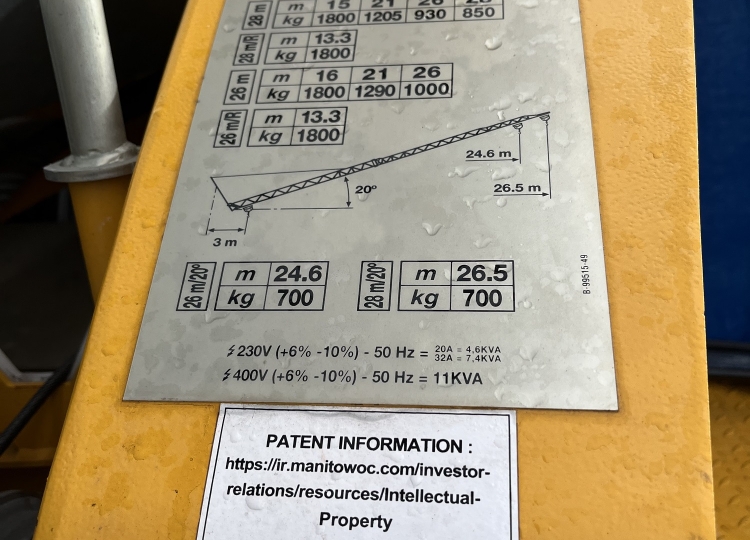 28 m
m 15 21 26 28
kg 1800 1205 930 850
28 m/R
m 13.3
kg 1800
26 m
m 16 21 26
kg 1800 1290 1000
26 m/R
m 13.3
kg 1800
24.6 m
20°
26.5 m
3 m
26 m/20°
m 24.6
kg 700
28 m/20°
m 26.5
kg 700
B-99515-49
230V (+6% -10%) - 50 Hz = 20A = 4,6KVA
32A = 7,4KVA
400V (+6% -10%) - 50 Hz = 11KVA
PATENT INFORMATION :
https://ir.manitowoc.com/investor-
relations/resources/Intellectual-
Property